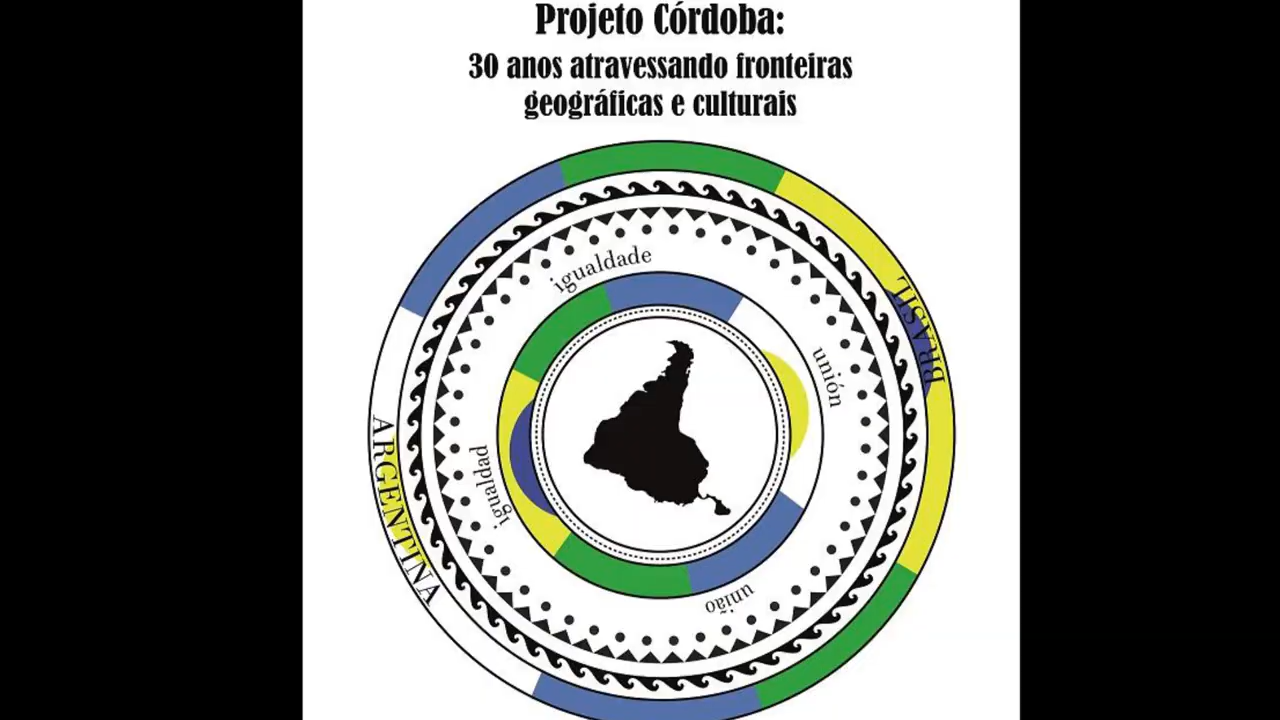 Projeto Córdoba:
30 anos atravessando fronteiras
geográficas e culturais
igualdade
BRASIL
unión
igualdad
ARGENTINA
união